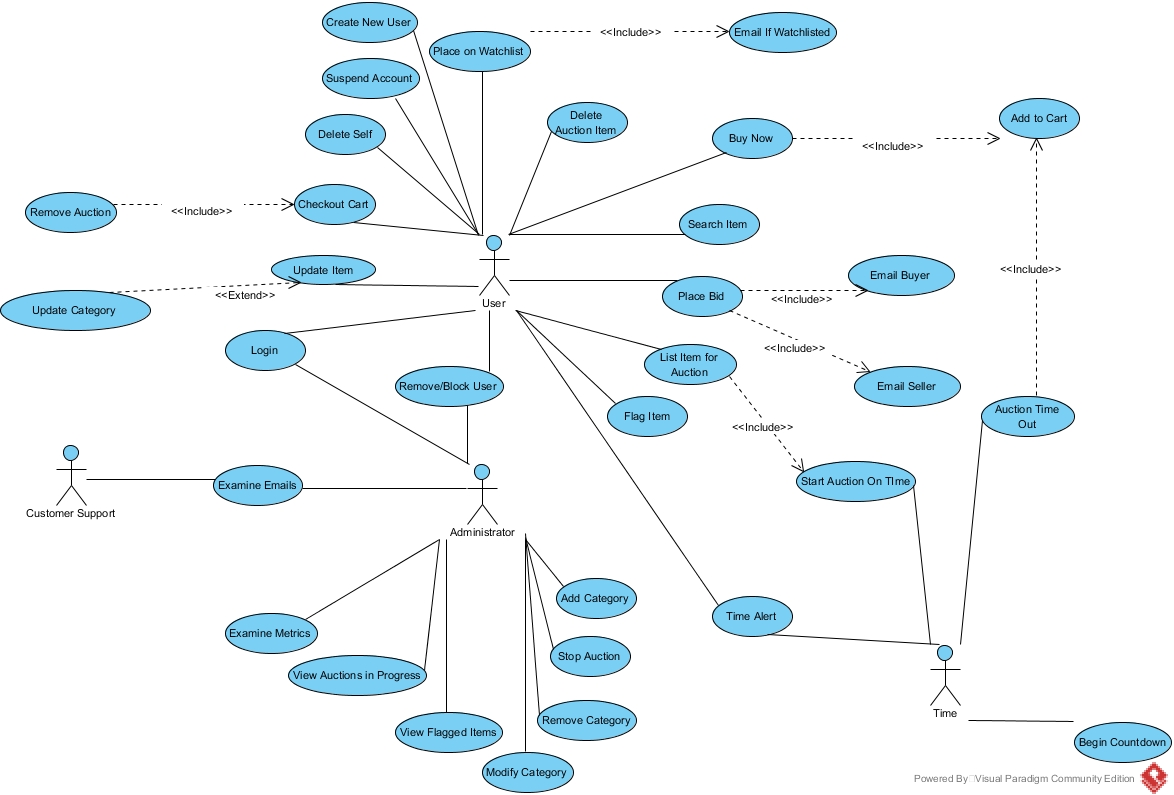 Create New User
Place on Watchlist
<<Include>>
Email If Watchlisted
Suspend Account
Delete
Auction Item
Add to Cart
Delete Self
Buy Now
<<Include>>
Remove Auction
<<Include>>
Checkout Cart
Search Item
Update Item
<<Include>>
Email Buyer
Update Category
<<Extend>>
User
Place Bid
<<Include>>
Login
<<Include>>
List Item for
Auction
Remove/Block User
Email Seller
Flag Item
Auction Time
Out
<<Include>>
Examine Emails
Start Auction On TIme
Customer Support
Administrator
Add Category
Time Alert
Examine Metrics
Stop Auction
View Auctions in Progress
Time
Remove Category
View Flagged Items
Begin Countdown
Modify Category
Powered By Visual Paradigm Community Edition